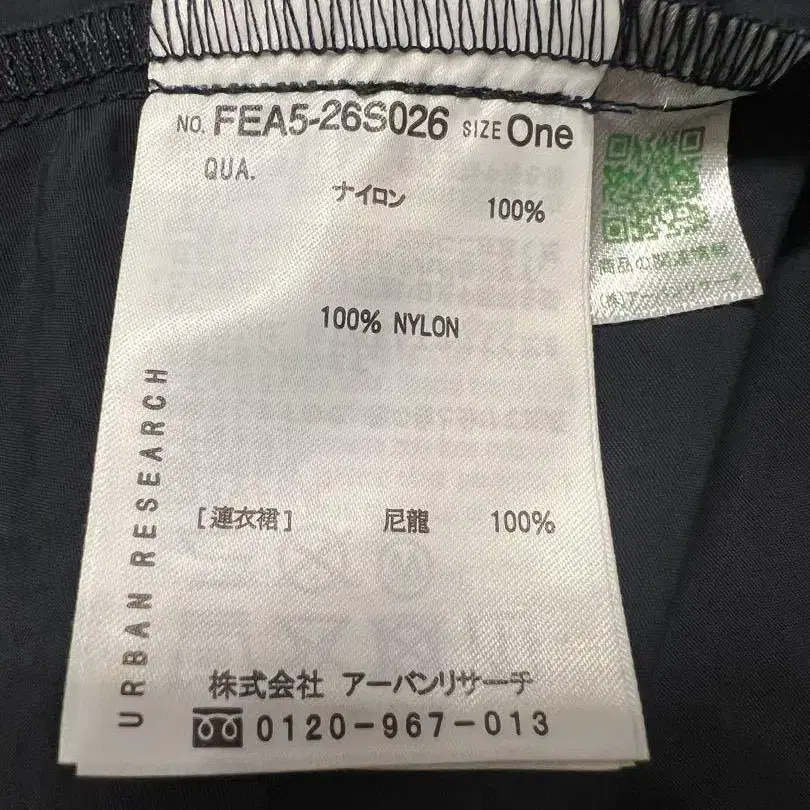 NO. FEA5-26S026 SIZE One
QUA.
ナイロン 100%
100% NYLON
[連衣裙] 尼龍 100%
URBAN RESEARCH
株式会社 アーバンリサーチ
0120-967-013
商品の関連情報
(株)アーバンリサーチ